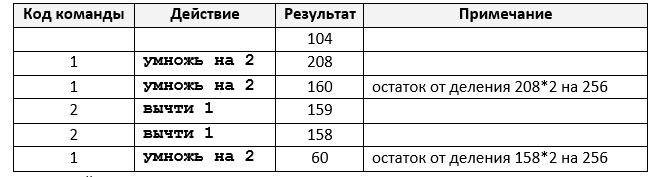 Код команды Действие Результат Примечание
104
1 умножь на 2 208
1 умножь на 2 160 остаток от деления 208*2 на 256
2 вычти 1 159
2 вычти 1 158
1 умножь на 2 60 остаток от деления 158*2 на 256